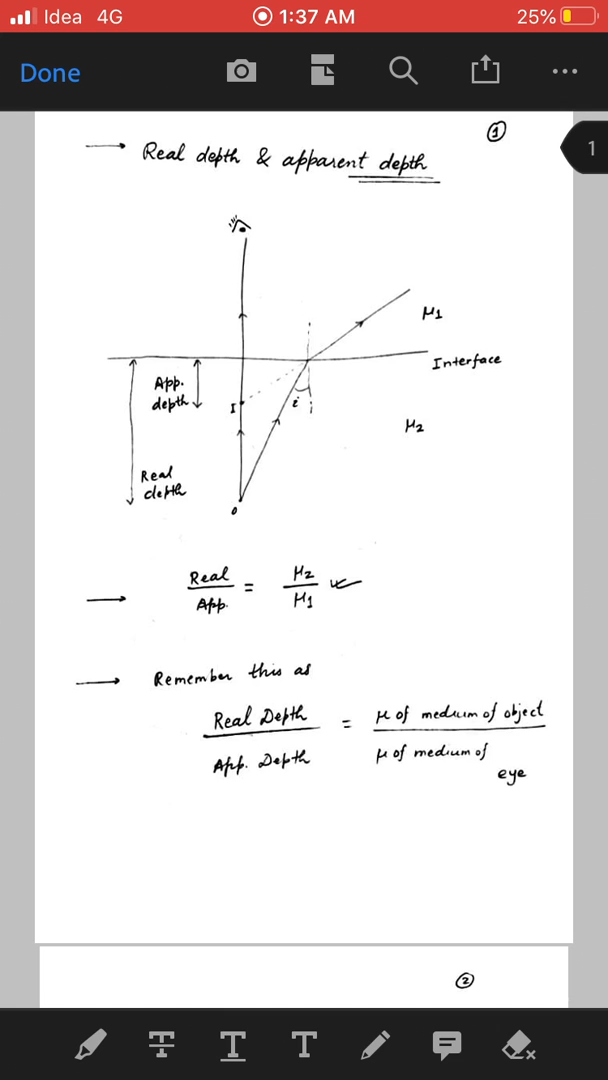 Idea 4G 1:37 AM 25%
Done
1
①
→ Real depth & apparent depth
μ1
Interface
App.
depth
I
i
μ2
Real
depth
O
→ Real/App. = μ2/μ1
→ Remember this as
Real Depth = μ of medium of object
App. Depth μ of medium of
eye
②
T T T